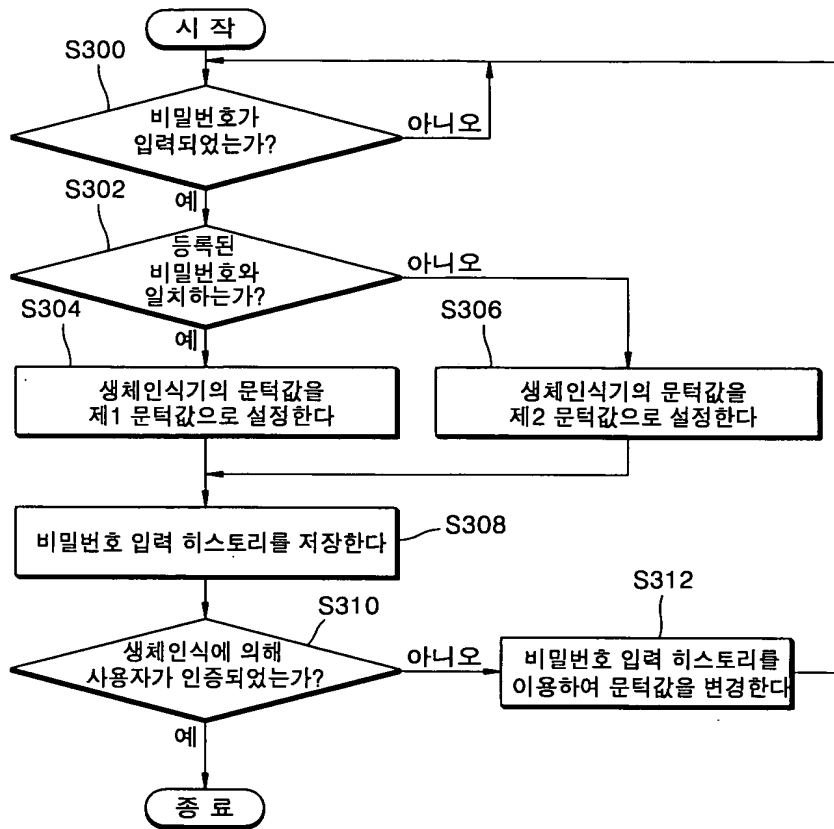 시 작
S300
비밀번호가
입력되었는가?
아니오
예
S302
등록된
비밀번호와
일치하는가?
아니오
예
S304
생체인식기의 문턱값을
제1 문턱값으로 설정한다
S306
생체인식기의 문턱값을
제2 문턱값으로 설정한다
비밀번호 입력 히스토리를 저장한다
S308
S310
생체인식에 의해
사용자가 인증되었는가?
아니오
예
S312
비밀번호 입력 히스토리를
이용하여 문턱값을 변경한다
종 료